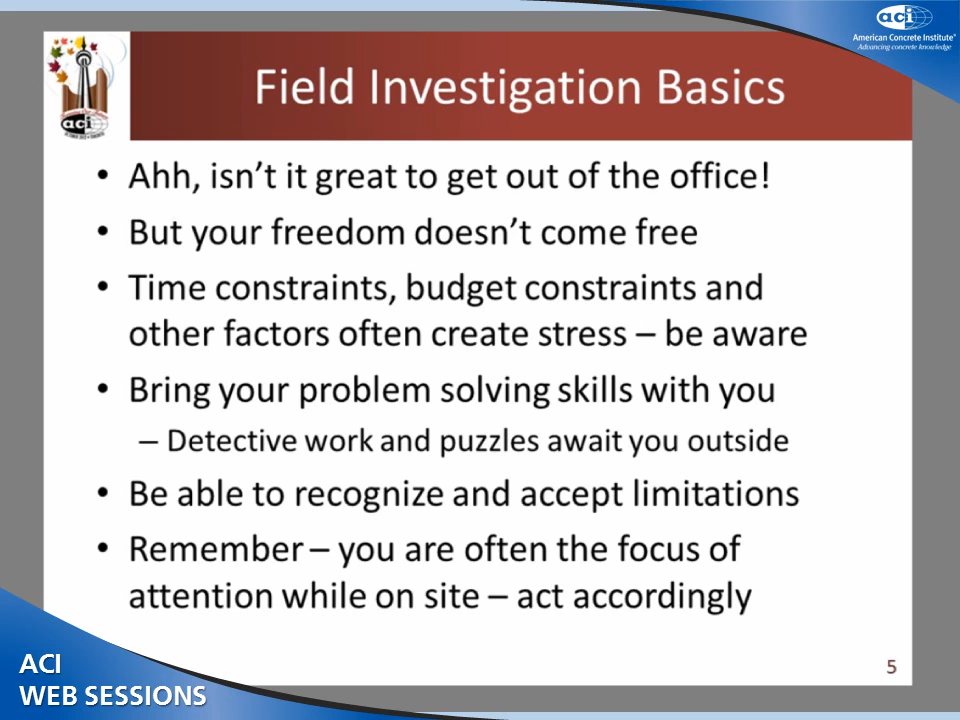 aci
American Concrete Institute®
Advancing concrete knowledge
aci
Field Investigation Basics
• Ahh, isn't it great to get out of the office!
• But your freedom doesn't come free
• Time constraints, budget constraints and
other factors often create stress – be aware
• Bring your problem solving skills with you
– Detective work and puzzles await you outside
• Be able to recognize and accept limitations
• Remember – you are often the focus of
attention while on site – act accordingly
5
ACI
WEB SESSIONS